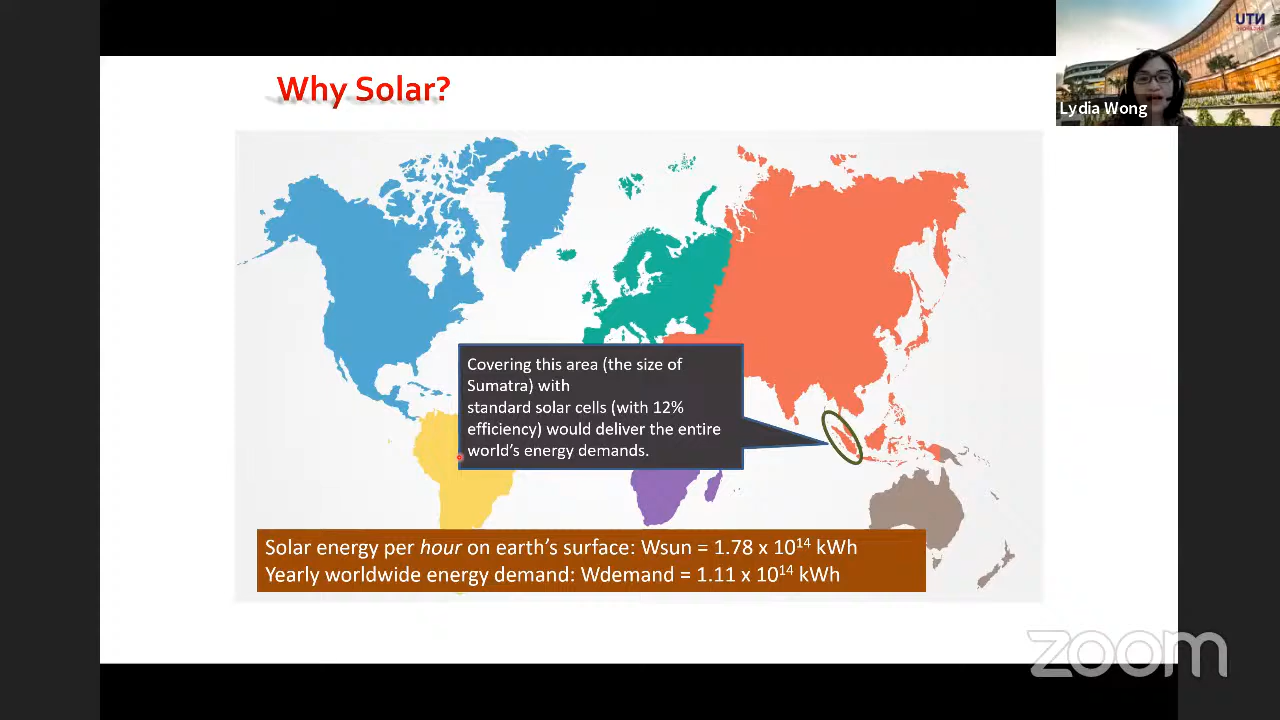 Why Solar?
Lydia Wong
Covering this area (the size of
Sumatra) with
standard solar cells (with 12%
efficiency) would deliver the entire
world's energy demands.
Solar energy per hour on earth's surface: Wsun = 1.78 x 10¹⁴ kWh
Yearly worldwide energy demand: Wdemand = 1.11 x 10¹⁴ kWh
zoom